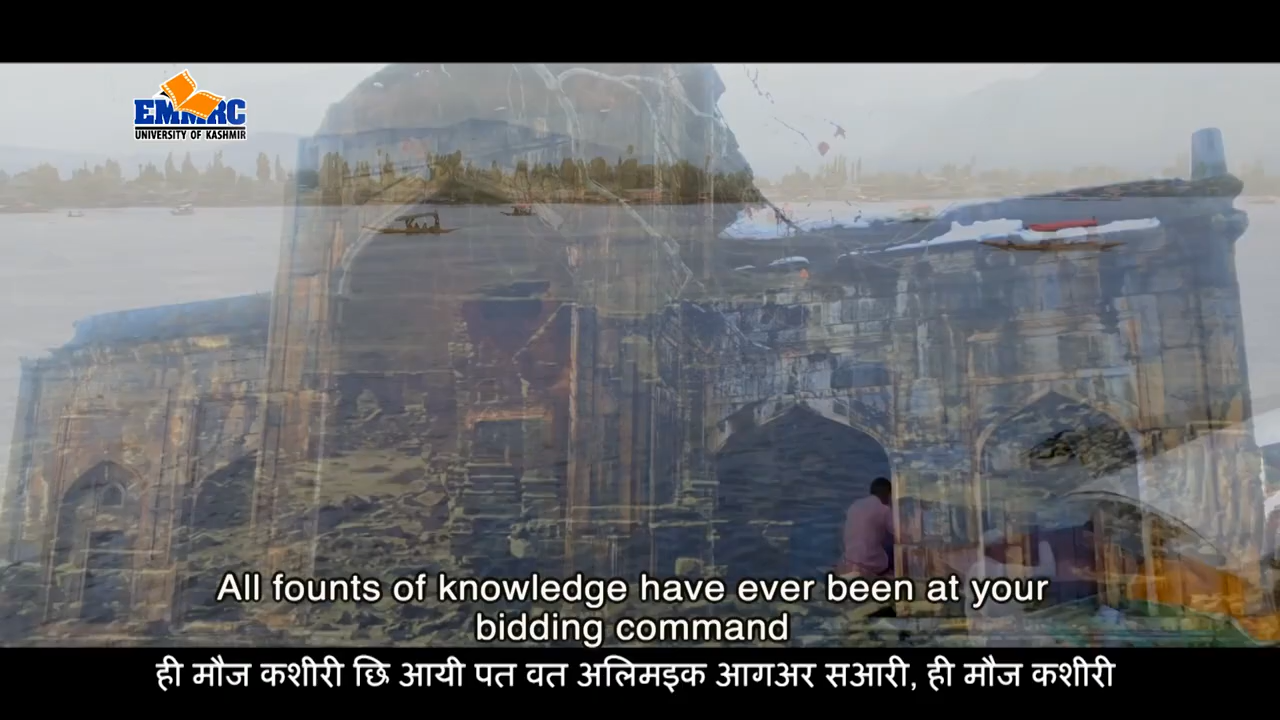 EMMRC
UNIVERSITY OF KASHMIR
All founts of knowledge have ever been at your
bidding command
ही मौज कशीरी छि आयी पत वत अलिमइक आगअर सआरी, ही मौज कशीरी